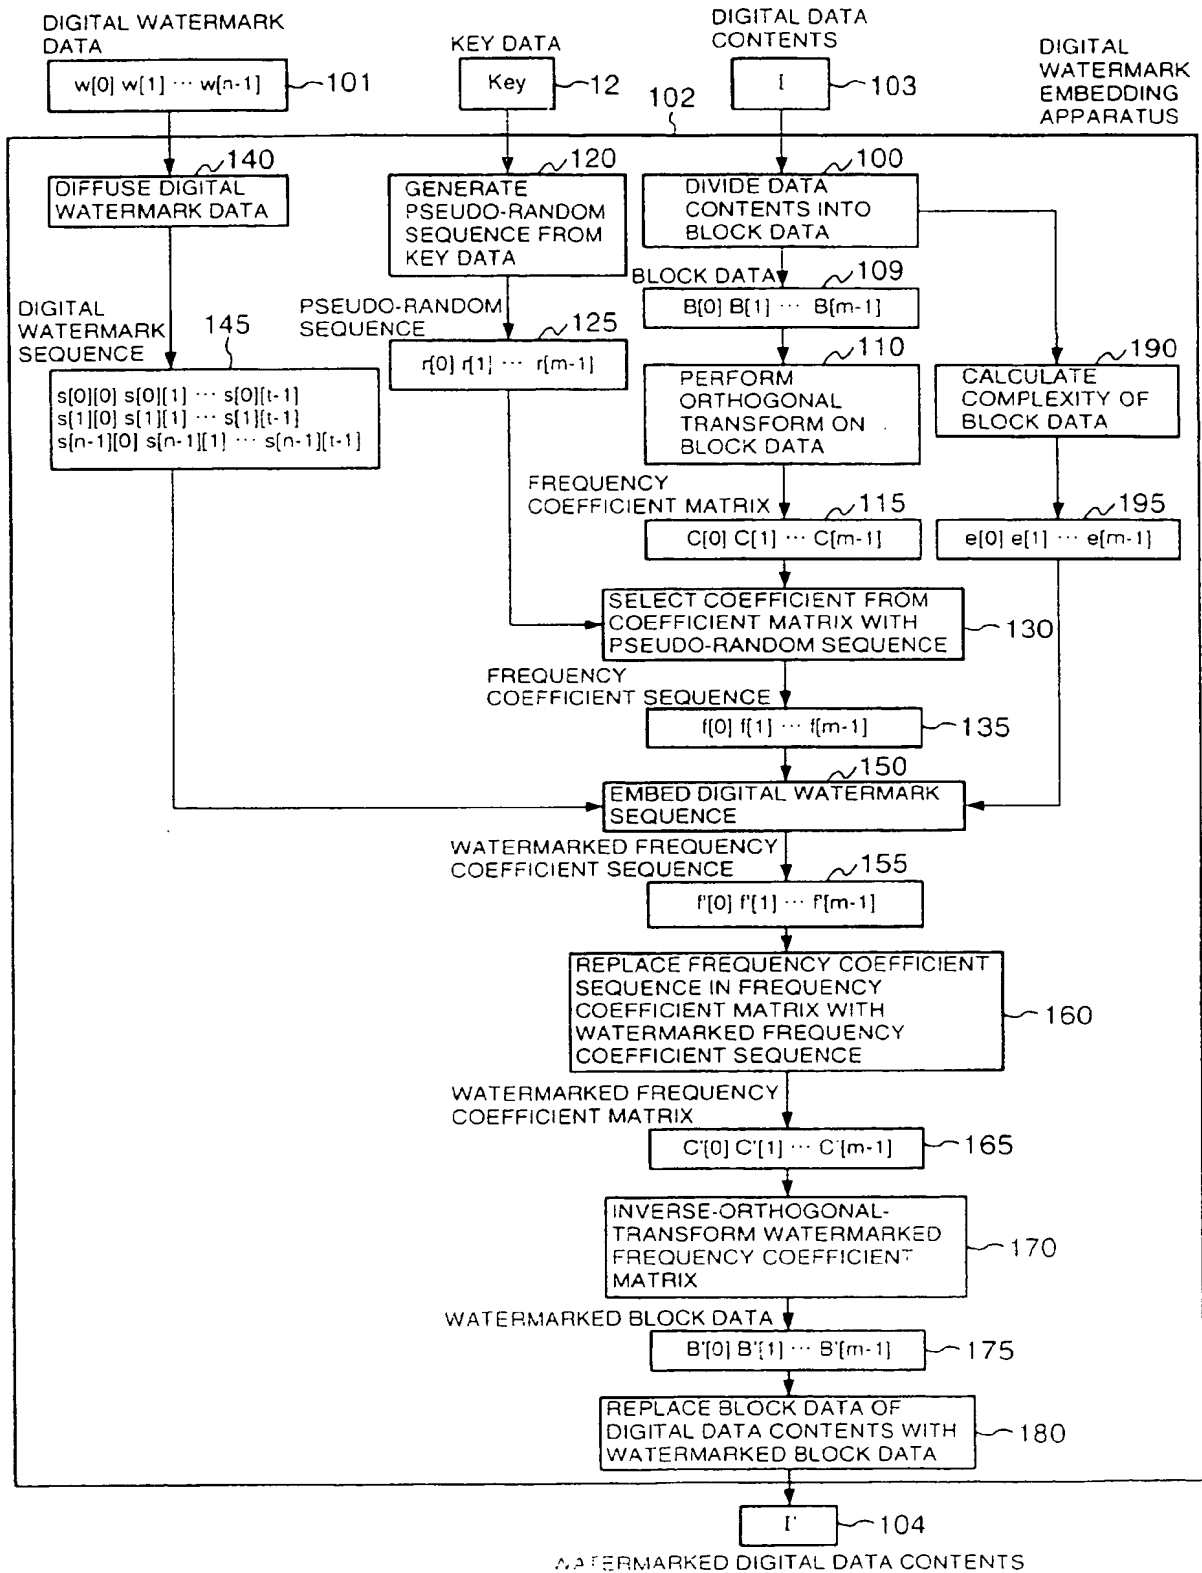 DIGITAL WATERMARK
DATA
w[0] w[1] ··· w[n-1]
101
KEY DATA
Key
12
DIGITAL DATA
CONTENTS
I
103
DIGITAL
WATERMARK
EMBEDDING
APPARATUS
102
140
DIFFUSE DIGITAL
WATERMARK DATA
120
GENERATE
PSEUDO-RANDOM
SEQUENCE FROM
KEY DATA
100
DIVIDE DATA
CONTENTS INTO
BLOCK DATA
BLOCK DATA
109
B[0] B[1] ··· B[m-1]
DIGITAL
WATERMARK
SEQUENCE
145
s[0][0] s[0][1] ··· s[0][t-1]
s[1][0] s[1][1] ··· s[1][t-1]
s[n-1][0] s[n-1][1] ··· s[n-1][t-1]
PSEUDO-RANDOM
SEQUENCE
125
r[0] r[1] ··· r[m-1]
110
PERFORM
ORTHOGONAL
TRANSFORM ON
BLOCK DATA
190
CALCULATE
COMPLEXITY OF
BLOCK DATA
FREQUENCY
COEFFICIENT MATRIX
115
C[0] C[1] ··· C[m-1]
195
e[0] e[1] ··· e[m-1]
SELECT COEFFICIENT FROM
COEFFICIENT MATRIX WITH
PSEUDO-RANDOM SEQUENCE
130
FREQUENCY
COEFFICIENT SEQUENCE
f[0] f[1] ··· f[m-1]
135
150
EMBED DIGITAL WATERMARK
SEQUENCE
WATERMARKED FREQUENCY
COEFFICIENT SEQUENCE
155
f'[0] f'[1] ··· f'[m-1]
REPLACE FREQUENCY COEFFICIENT
SEQUENCE IN FREQUENCY
COEFFICIENT MATRIX WITH
WATERMARKED FREQUENCY
COEFFICIENT SEQUENCE
160
WATERMARKED FREQUENCY
COEFFICIENT MATRIX
C'[0] C'[1] ··· C'[m-1]
165
INVERSE-ORTHOGONAL-
TRANSFORM WATERMARKED
FREQUENCY COEFFICIENT
MATRIX
170
WATERMARKED BLOCK DATA
B'[0] B'[1] ··· B'[m-1]
175
REPLACE BLOCK DATA OF
DIGITAL DATA CONTENTS WITH
WATERMARKED BLOCK DATA
180
I'
104
WATERMARKED DIGITAL DATA CONTENTS